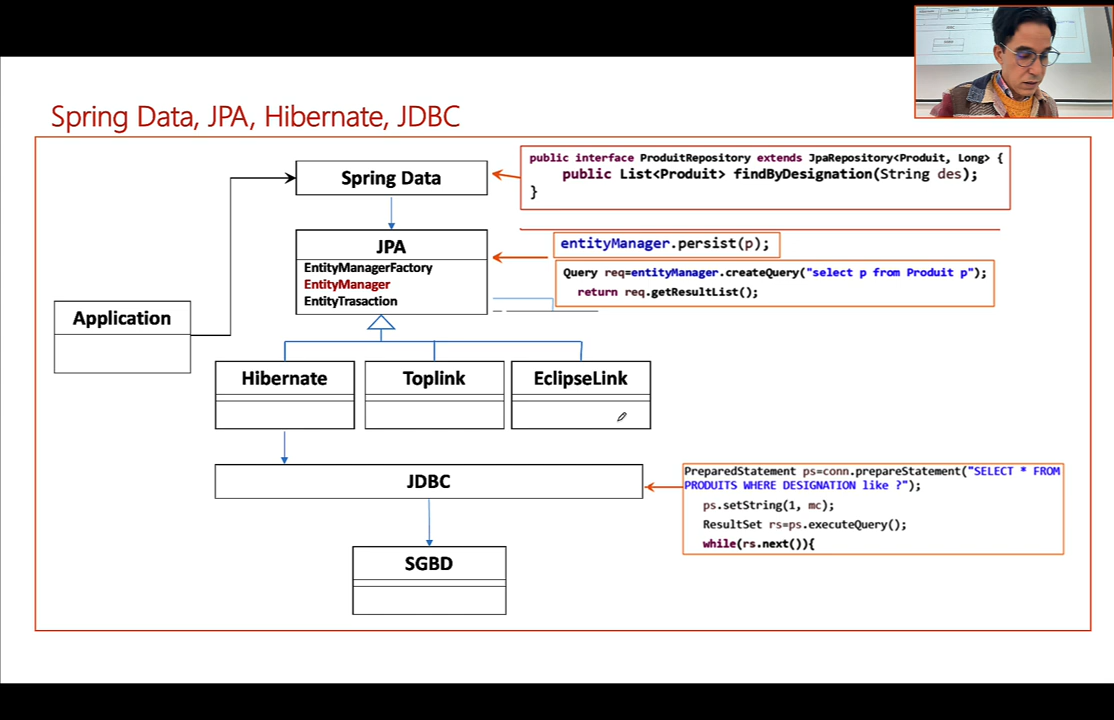 Spring Data, JPA, Hibernate, JDBC
Spring Data
public interface ProduitRepository extends JpaRepository<Produit, Long> {
public List<Produit> findByDesignation(String des);
}
JPA
EntityManagerFactory
EntityManager
EntityTrasaction
entityManager.persist(p);
Query req=entityManager.createQuery("select p from Produit p");
return req.getResultList();
Application
Hibernate
Toplink
EclipseLink
JDBC
PreparedStatement ps=conn.prepareStatement("SELECT * FROM
PRODUITS WHERE DESIGNATION like ?");
ps.setString(1, mc);
ResultSet rs=ps.executeQuery();
while(rs.next()){
SGBD